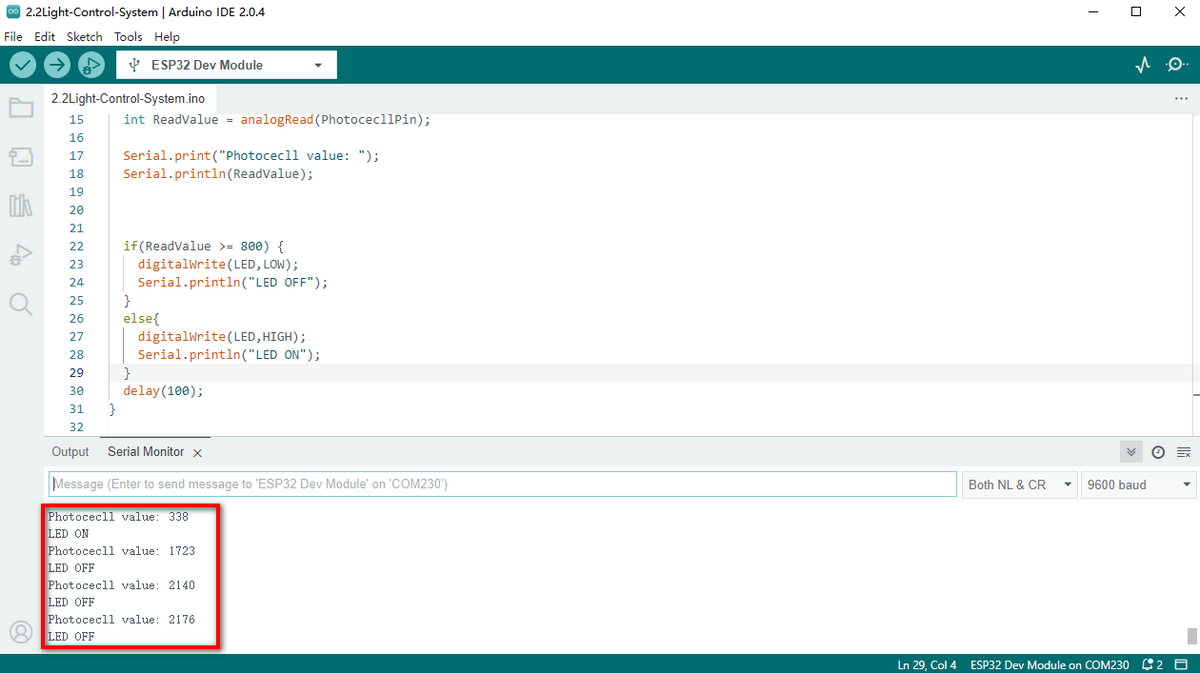 2.2Light-Control-System | Arduino IDE 2.0.4
File Edit Sketch Tools Help
ESP32 Dev Module
2.2Light-Control-System.ino
15 int ReadValue = analogRead(PhotocecllPin);
16
17 Serial.print("Photocecll value: ");
18 Serial.println(ReadValue);
19
20
21
22 if(ReadValue >= 800) {
23 digitalWrite(LED,LOW);
24 Serial.println("LED OFF");
25 }
26 else{
27 digitalWrite(LED,HIGH);
28 Serial.println("LED ON");
29 }
30 delay(100);
31 }
32
Output Serial Monitor
Message (Enter to send message to 'ESP32 Dev Module' on 'COM230') Both NL & CR 9600 baud
Photocecll value: 338
LED ON
Photocecll value: 1723
LED OFF
Photocecll value: 2140
LED OFF
Photocecll value: 2176
LED OFF
Ln 29, Col 4 ESP32 Dev Module on COM230 2